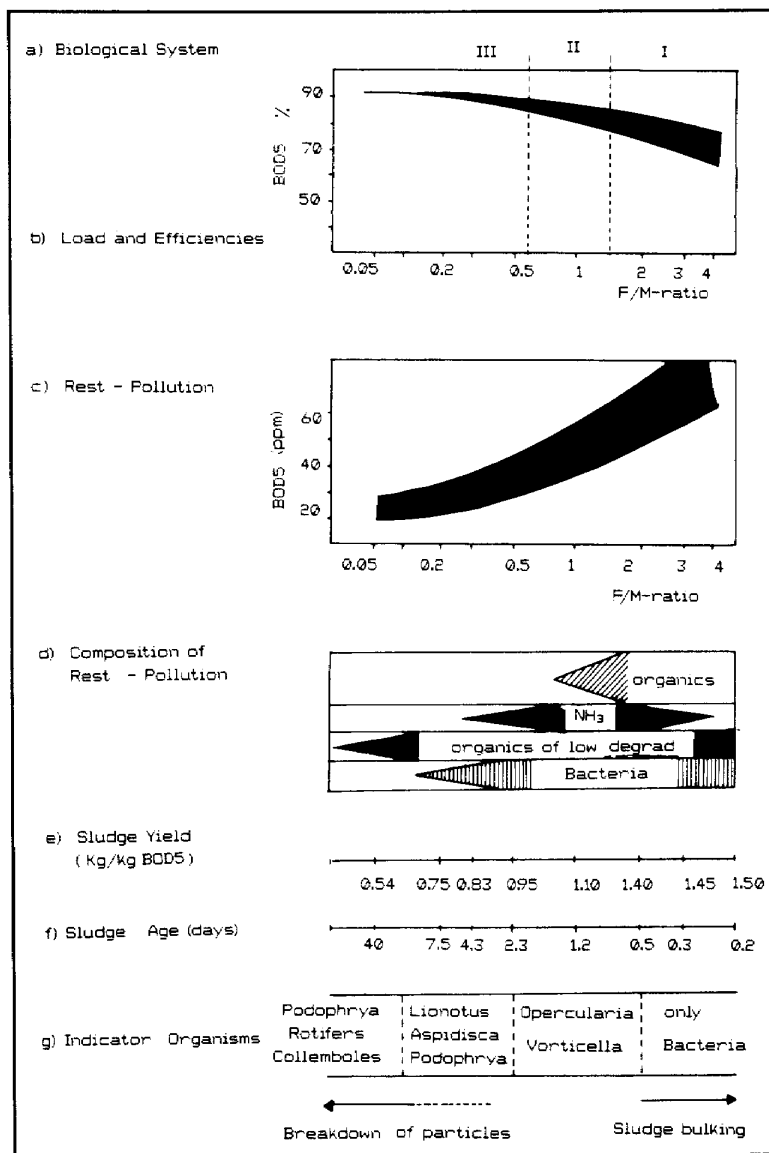 III II I
a) Biological System
90
70
50
BOD5 %
b) Load and Efficiencies
0.05 0.2 0.5 1 2 3 4
F/M-ratio
c) Rest - Pollution
60
40
20
BOD5 (ppm)
0.05 0.2 0.5 1 2 3 4
F/M-ratio
d) Composition of
Rest - Pollution
organics
NH3
organics of low degrad
Bacteria
e) Sludge Yield
(Kg/kg BOD5)
0.54 0.75 0.83 0.95 1.10 1.40 1.45 1.50
f) Sludge Age (days)
40 7.5 4.3 2.3 1.2 0.5 0.3 0.2
g) Indicator Organisms
Podophrya
Rotifers
Collemboles
Lionotus
Aspidisca
Podophrya
Opercularia
Vorticella
only
Bacteria
Breakdown of particles
Sludge bulking